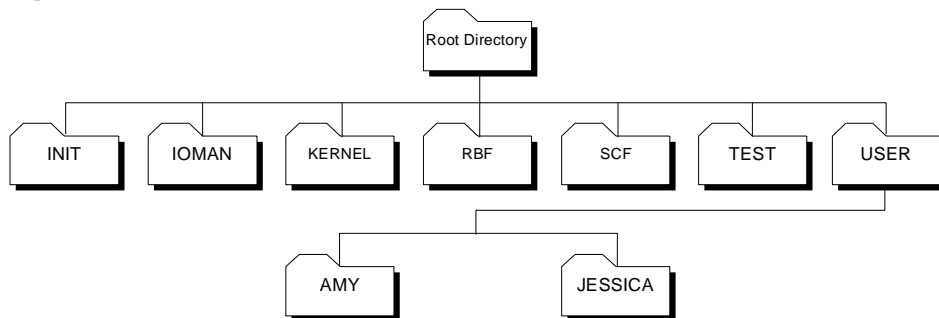 Root Directory
INIT
IOMAN
KERNEL
RBF
SCF
TEST
USER
AMY
JESSICA